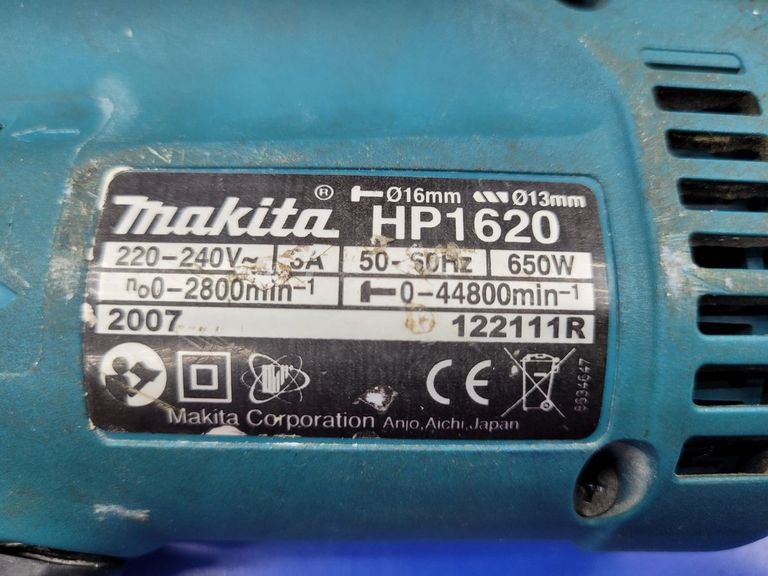 makita® Ø16mm Ø13mm
HP1620
220-240V~ 3A 50-60Hz 650W
n₀0-2800min-1 0-44800min-1
2007 122111R
CE
Makita Corporation Anjo, Aichi, Japan